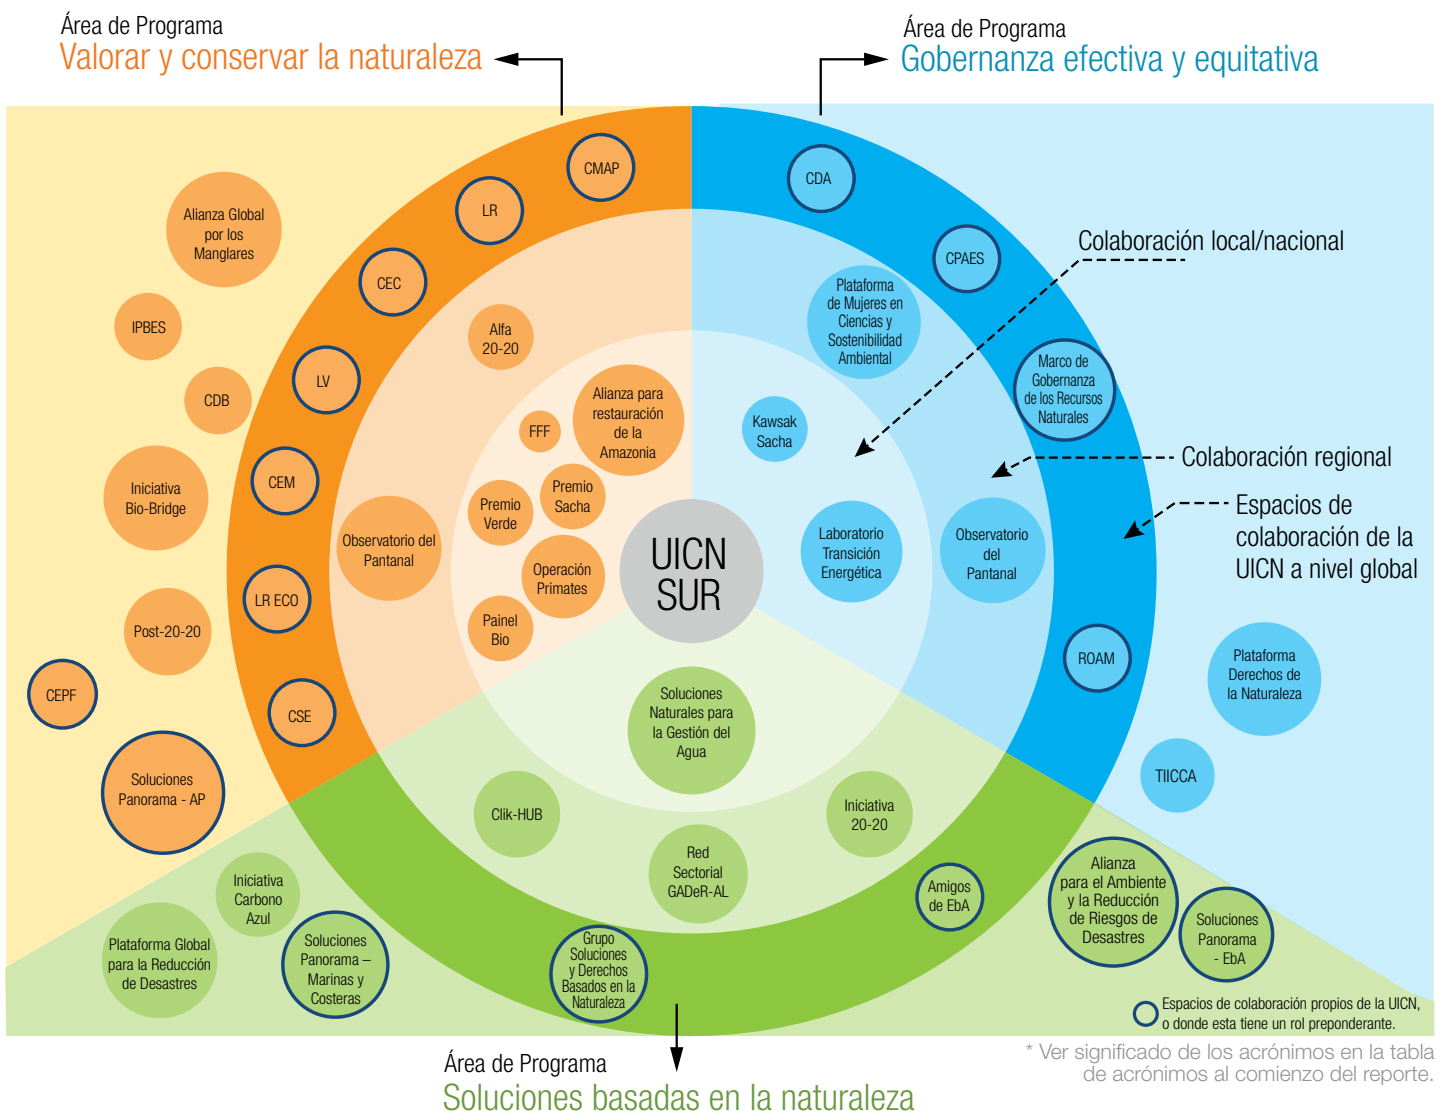 Área de Programa
Valorar y conservar la naturaleza
Área de Programa
Gobernanza efectiva y equitativa
CMAP
LR
CEC
LV
CEM
LR ECO
CSE
Alianza Global
por los
Manglares
IPBES
CDB
Iniciativa
Bio-Bridge
Post-20-20
CEPF
Soluciones
Panorama - AP
Alfa
20-20
Observatorio del
Pantanal
Alianza para
restauración
de la
Amazonia
FFF
Premio
Sacha
Premio
Verde
Operación
Primates
Painel
Bio
UICN
SUR
CDA
CPAES
Marco de
Gobernanza
de los Recursos
Naturales
ROAM
Plataforma
de Mujeres en
Ciencias y
Sostenibilidad
Ambiental
Kawsak
Sacha
Laboratorio
Transición
Energética
Observatorio
del
Pantanal
Colaboración local/nacional
Colaboración regional
Espacios de
colaboración de la
UICN a nivel global
Plataforma
Derechos de
la Naturaleza
TIICCA
Soluciones
Naturales para
la Gestión del
Agua
Clik-HUB
Red
Sectorial
GADeR-AL
Iniciativa
20-20
Amigos
de EbA
Grupo
Soluciones
y Derechos
Basados en la
Naturaleza
Iniciativa
Carbono
Azul
Plataforma Global
para la Reducción
de Desastres
Soluciones
Panorama –
Marinas y
Costeras
Alianza
para el Ambiente
y la Reducción
de Riesgos de
Desastres
Soluciones
Panorama
- EbA
Espacios de colaboración propios de la UICN,
o donde esta tiene un rol preponderante.
* Ver significado de los acrónimos en la tabla
de acrónimos al comienzo del reporte.
Área de Programa
Soluciones basadas en la naturaleza